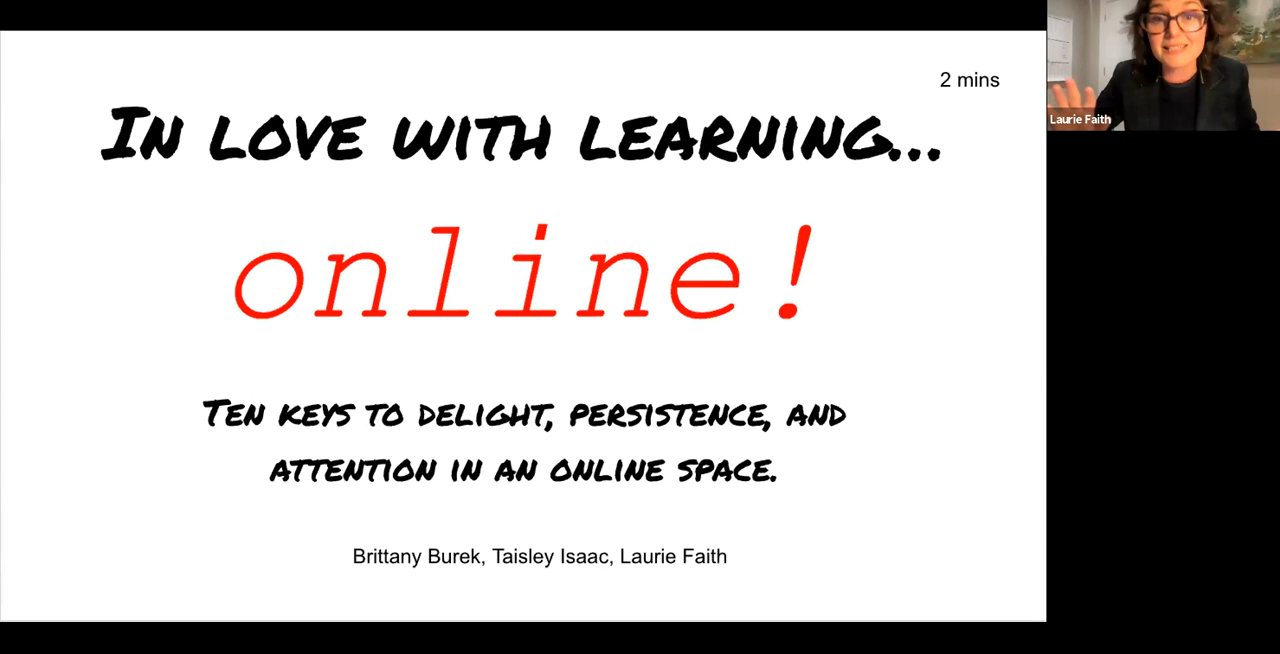 2 mins
In love with learning...
online!
Ten keys to delight, persistence, and
attention in an online space.
Brittany Burek, Taisley Isaac, Laurie Faith
Laurie Faith